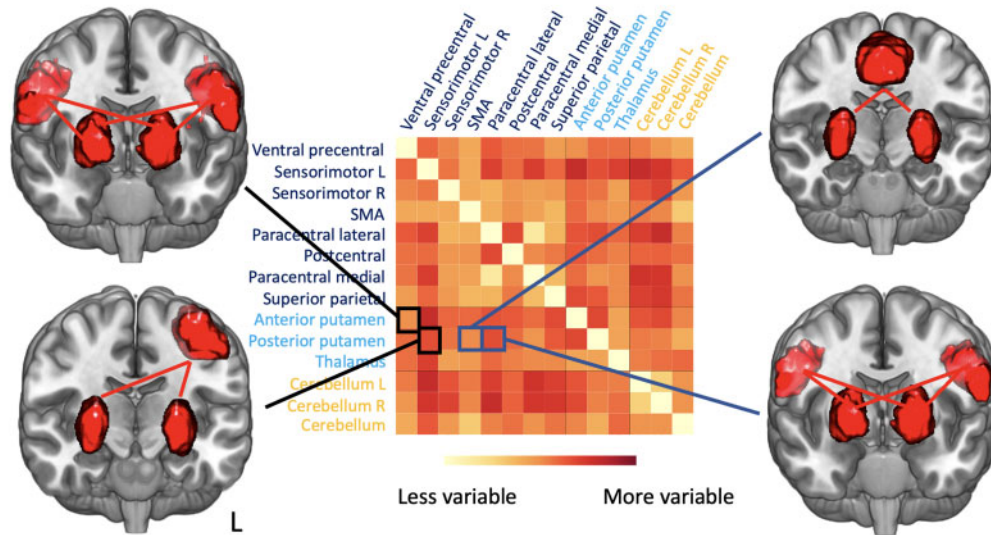 Ventral precentral
Sensorimotor L
Sensorimotor R
SMA
Paracentral lateral
Postcentral
Paracentral medial
Superior parietal
Anterior putamen
Posterior putamen
Thalamus
Cerebellum L
Cerebellum R
Cerebellum
Ventral precentral
Sensorimotor L
Sensorimotor R
SMA
Paracentral lateral
Postcentral
Paracentral medial
Superior parietal
Anterior putamen
Posterior putamen
Thalamus
Cerebellum L
Cerebellum R
Cerebellum
Less variable
More variable
L